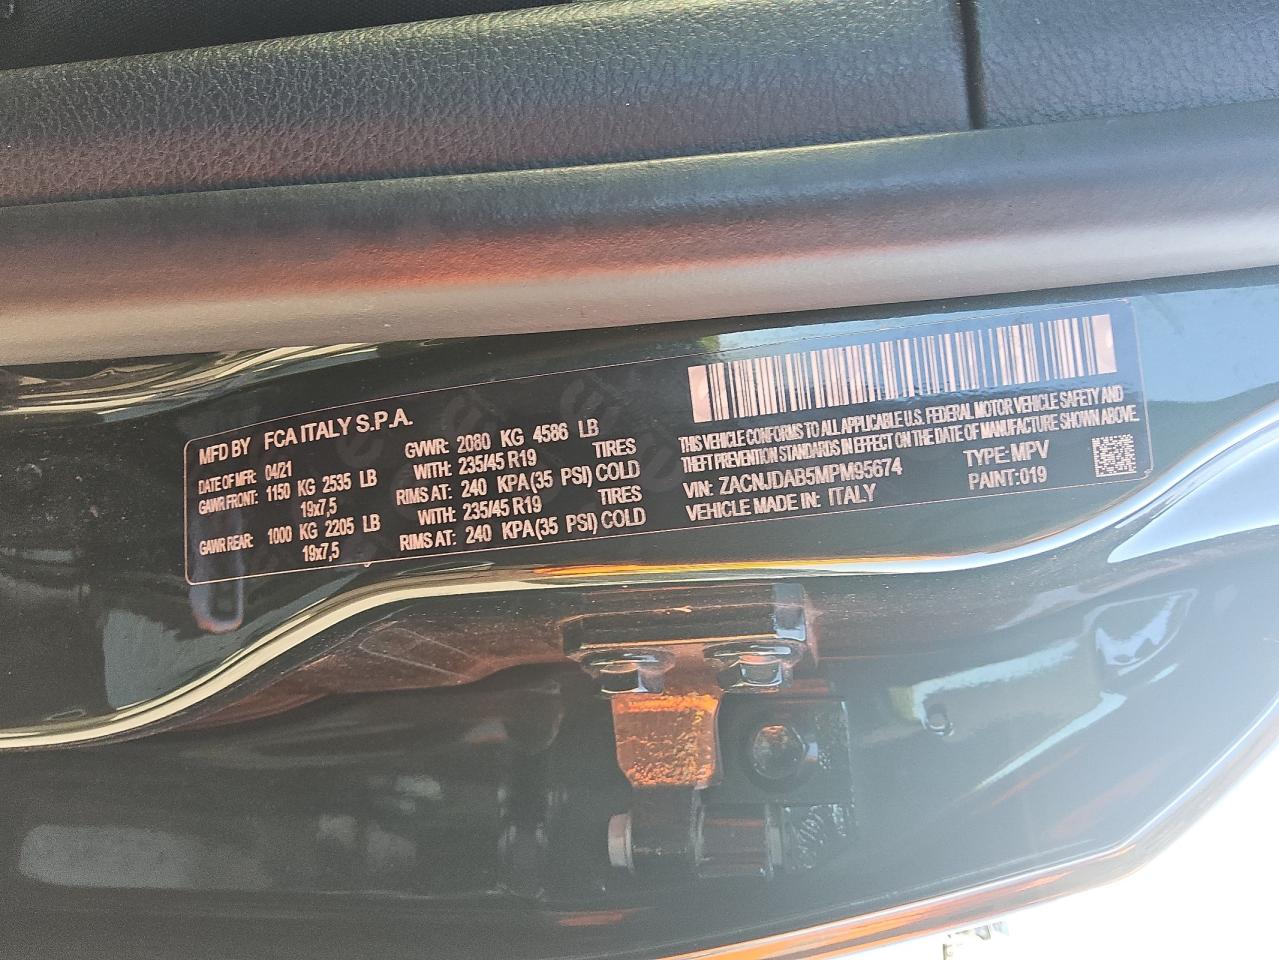 MFD BY FCA ITALY S.P.A.
DATE OF MFR: 04/21 GVWR: 2080 KG 4586 LB
GAWR FRONT: 1150 KG 2535 LB WITH: 235/45 R19 TIRES
19x7,5 RIMS AT: 240 KPA(35 PSI) COLD
GAWR REAR: 1000 KG 2205 LB WITH: 235/45 R19 TIRES
19x7,5 RIMS AT: 240 KPA(35 PSI) COLD
THIS VEHICLE CONFORMS TO ALL APPLICABLE U.S. FEDERAL MOTOR VEHICLE SAFETY AND
THEFT PREVENTION STANDARDS IN EFFECT ON THE DATE OF MANUFACTURE SHOWN ABOVE.
VIN: ZACNJDAB5MPM95674 TYPE: MPV
VEHICLE MADE IN: ITALY PAINT: 019